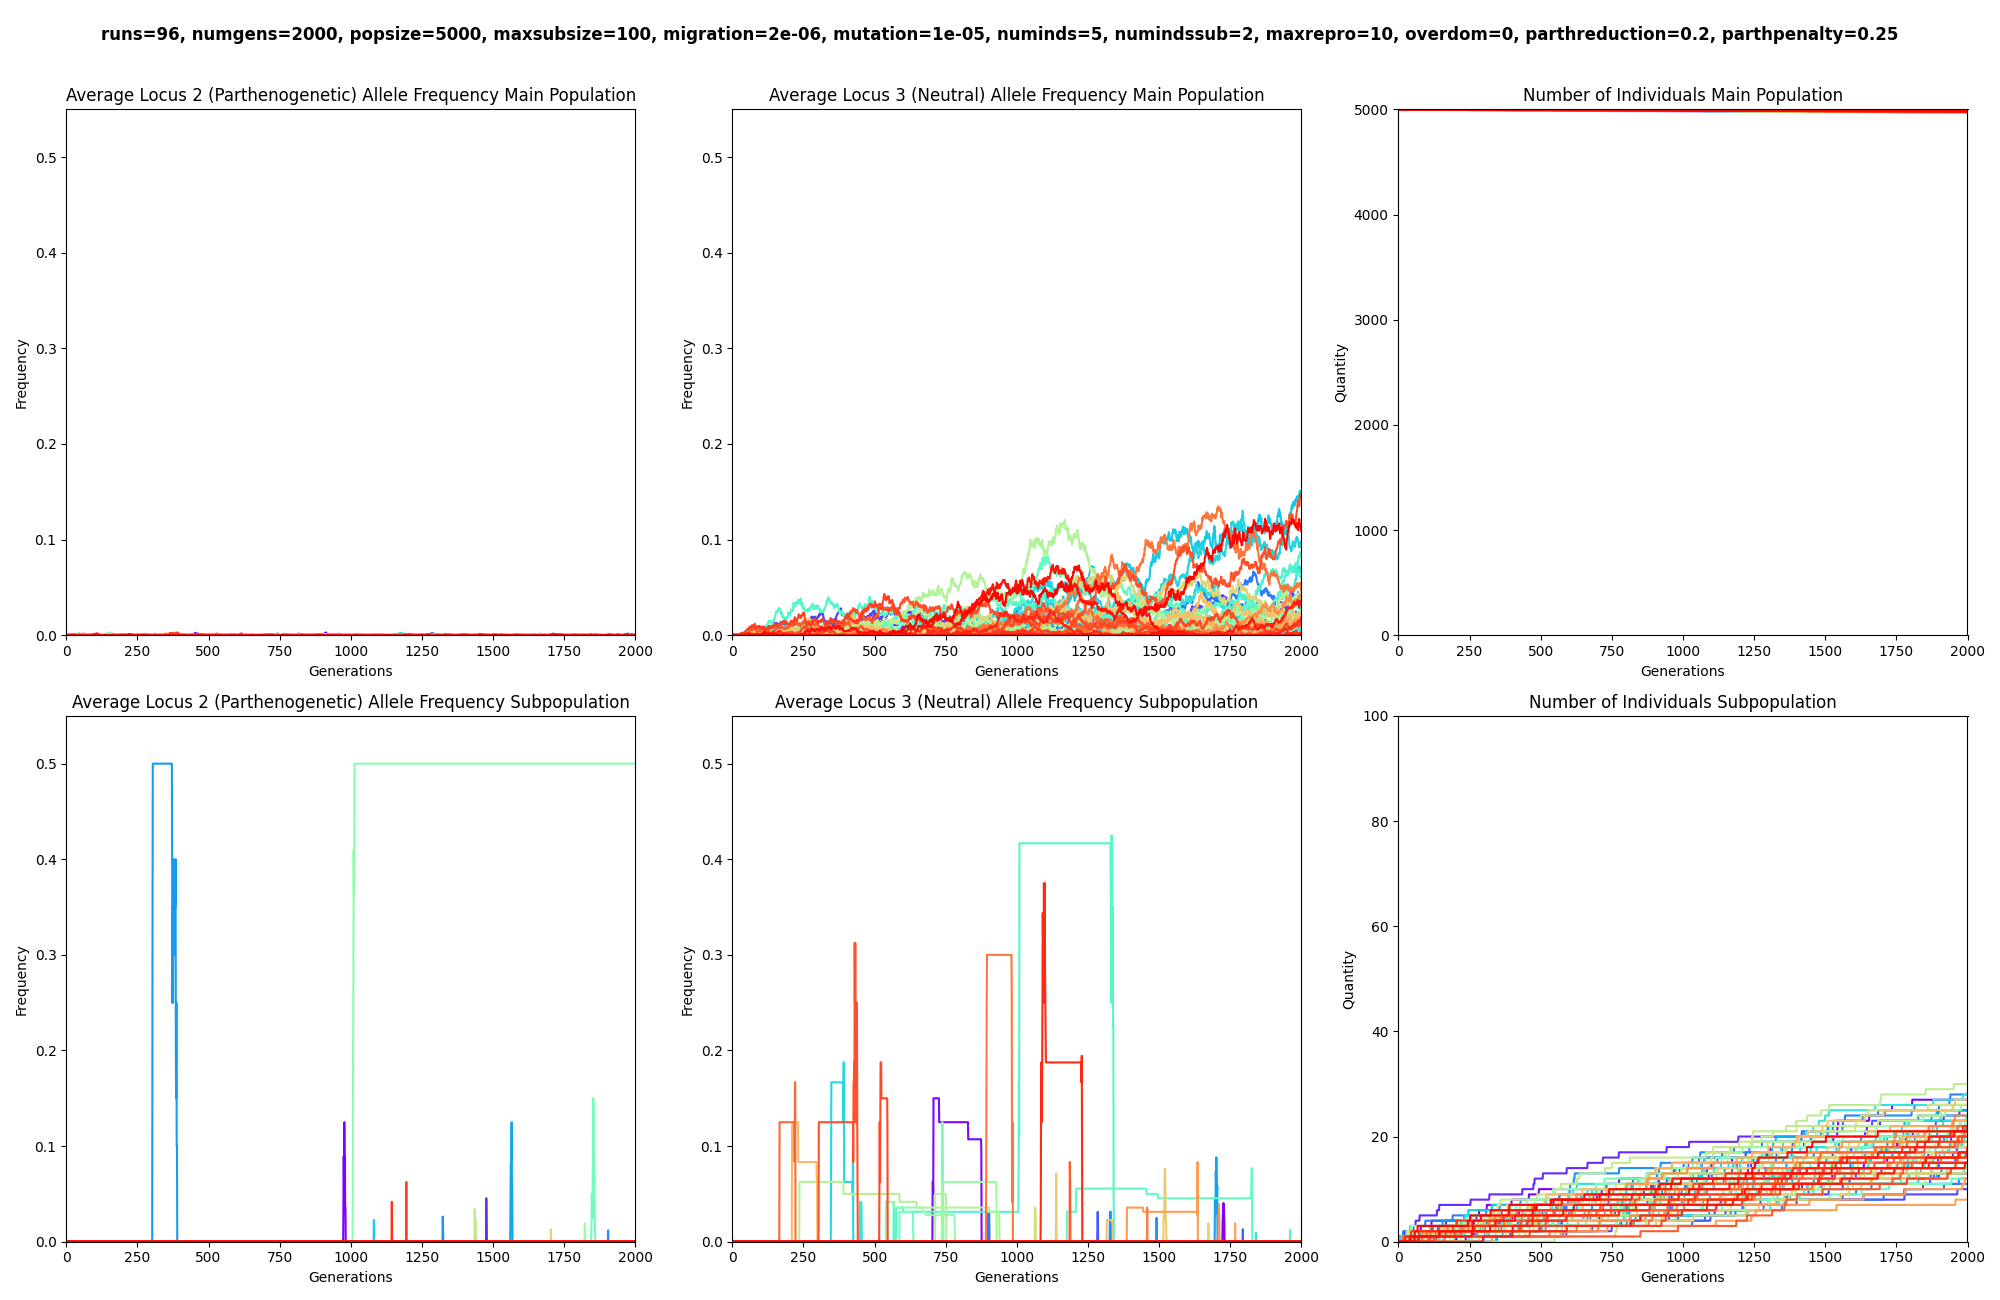 runs=96, numgens=2000, popsize=5000, maxsubsize=100, migration=2e-06, mutation=1e-05, numinds=5, numindssub=2, maxrepro=10, overdom=0, parthreduction=0.2, parthpenalty=0.25
Average Locus 2 (Parthenogenetic) Allele Frequency Main Population
Frequency
0.5
0.4
0.3
0.2
0.1
0.0
0 250 500 750 1000 1250 1500 1750 2000
Generations
Average Locus 3 (Neutral) Allele Frequency Main Population
Frequency
0.5
0.4
0.3
0.2
0.1
0.0
0 250 500 750 1000 1250 1500 1750 2000
Generations
Number of Individuals Main Population
Quantity
5000
4000
3000
2000
1000
0
0 250 500 750 1000 1250 1500 1750 2000
Generations
Average Locus 2 (Parthenogenetic) Allele Frequency Subpopulation
Frequency
0.5
0.4
0.3
0.2
0.1
0.0
0 250 500 750 1000 1250 1500 1750 2000
Generations
Average Locus 3 (Neutral) Allele Frequency Subpopulation
Frequency
0.5
0.4
0.3
0.2
0.1
0.0
0 250 500 750 1000 1250 1500 1750 2000
Generations
Number of Individuals Subpopulation
Quantity
100
80
60
40
20
0
0 250 500 750 1000 1250 1500 1750 2000
Generations